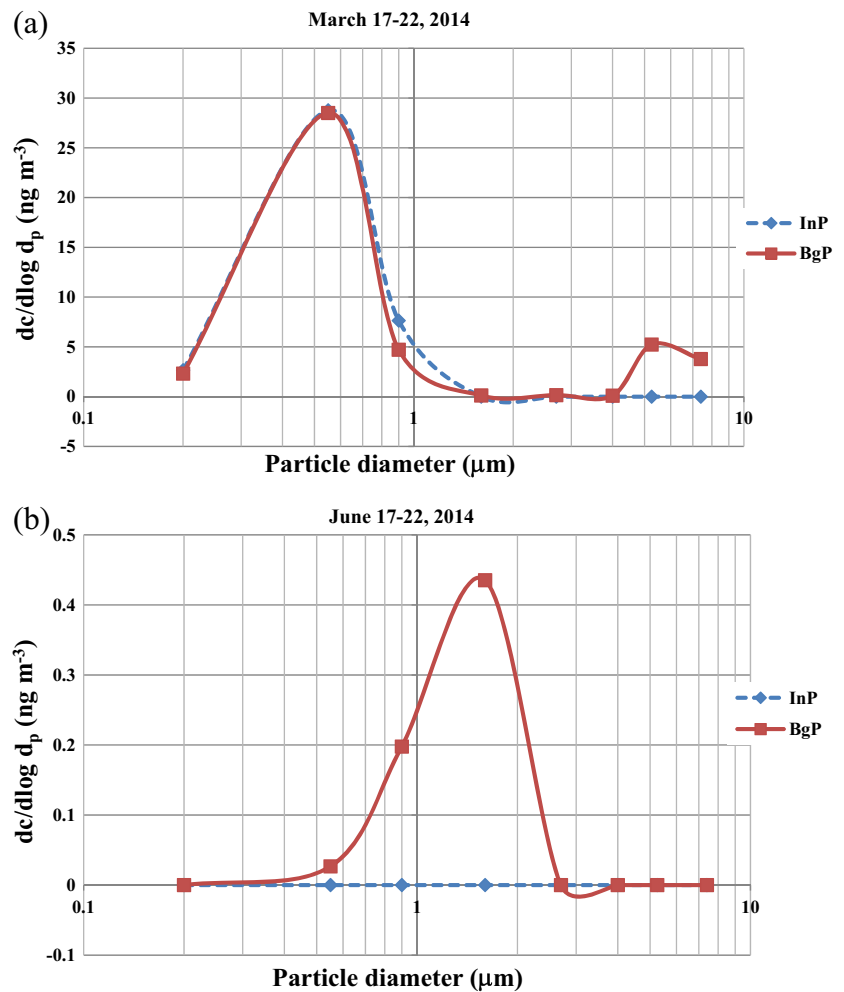 (a)
March 17-22, 2014
35
30
25
20
15
10
5
0
-5
0.1
1
10
dc/dlog dp (ng m-3)
Particle diameter (μm)
InP
BgP
(b)
June 17-22, 2014
0.5
0.4
0.3
0.2
0.1
0
-0.1
0.1
1
10
dc/dlog dp (ng m-3)
Particle diameter (μm)
InP
BgP